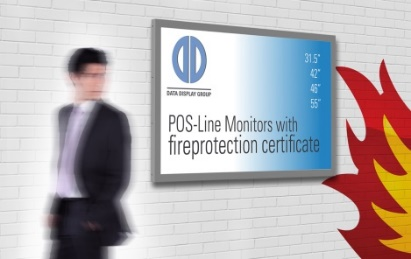 31.5"
42"
46"
55"
DATA DISPLAY GROUP
POS-Line Monitors with
fireprotection certificate